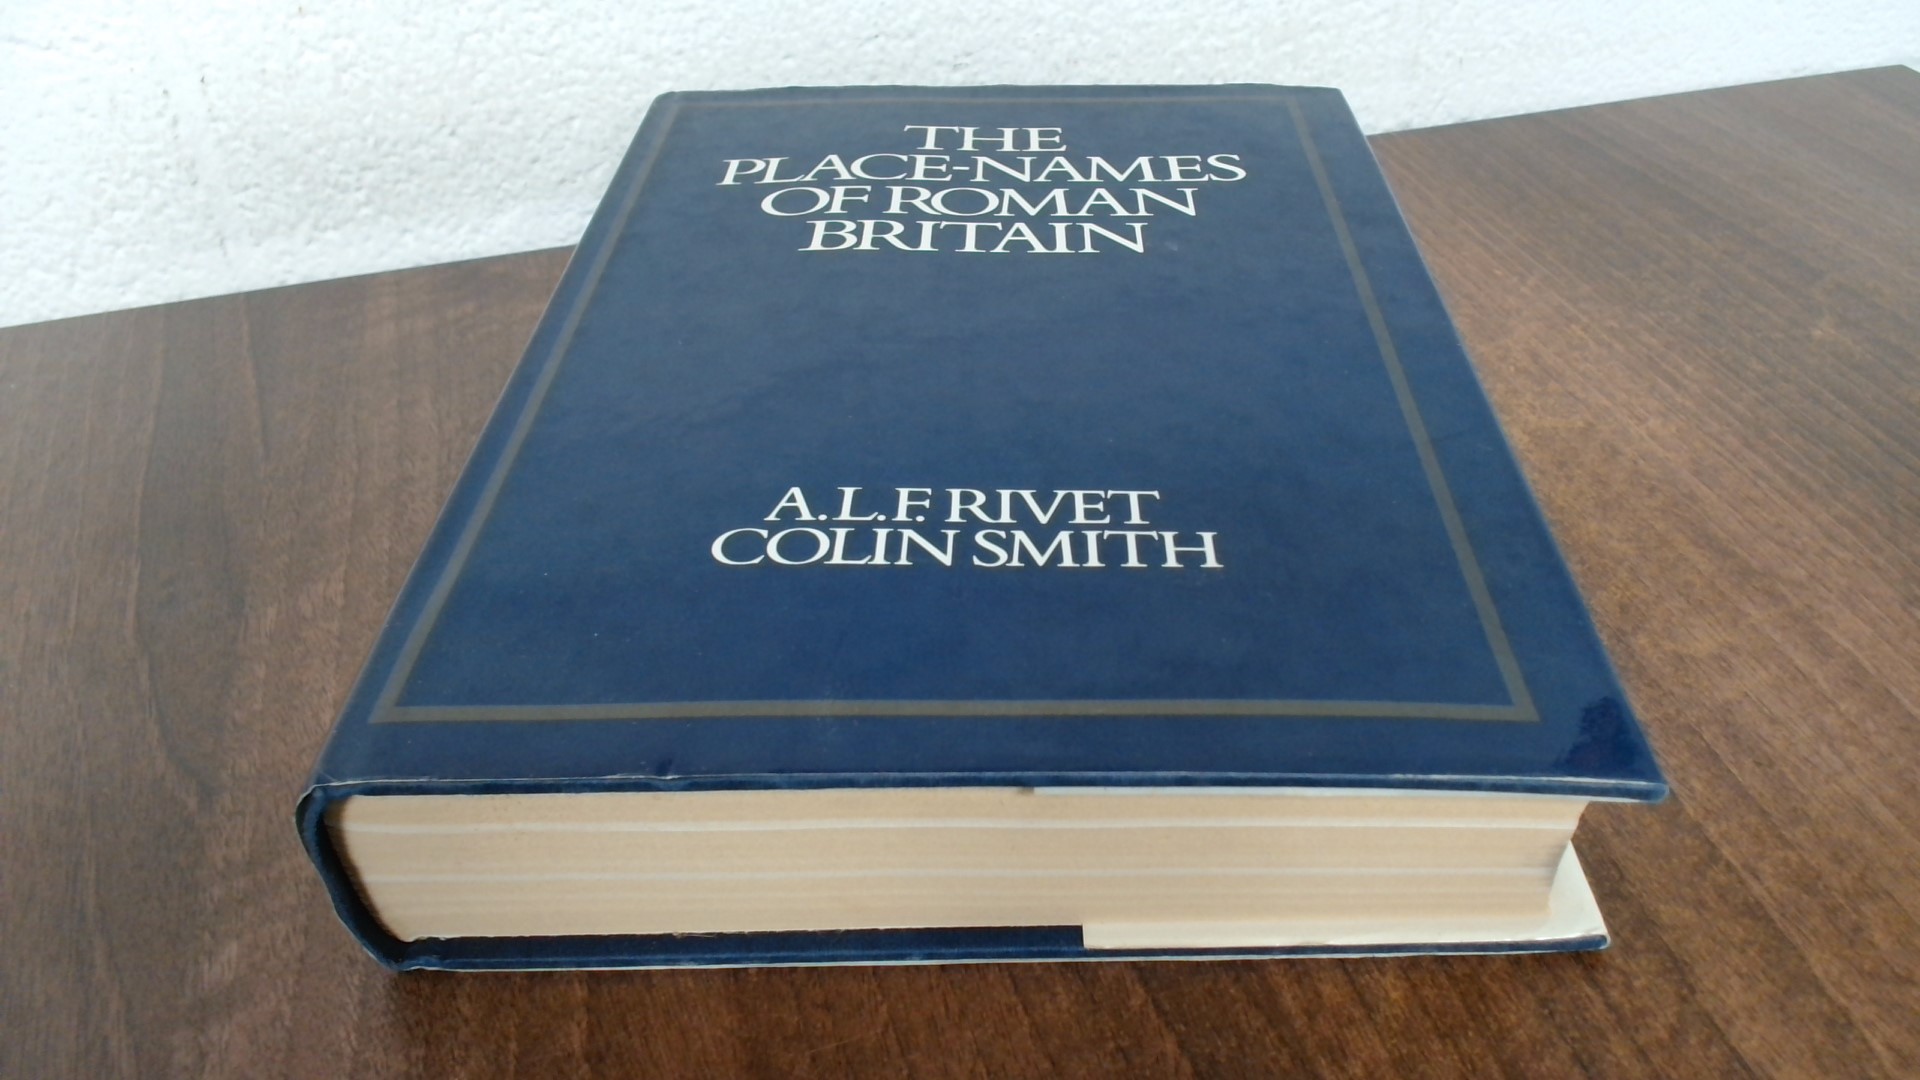 THE
PLACE-NAMES
OF ROMAN
BRITAIN
A.L.F. RIVET
COLIN SMITH